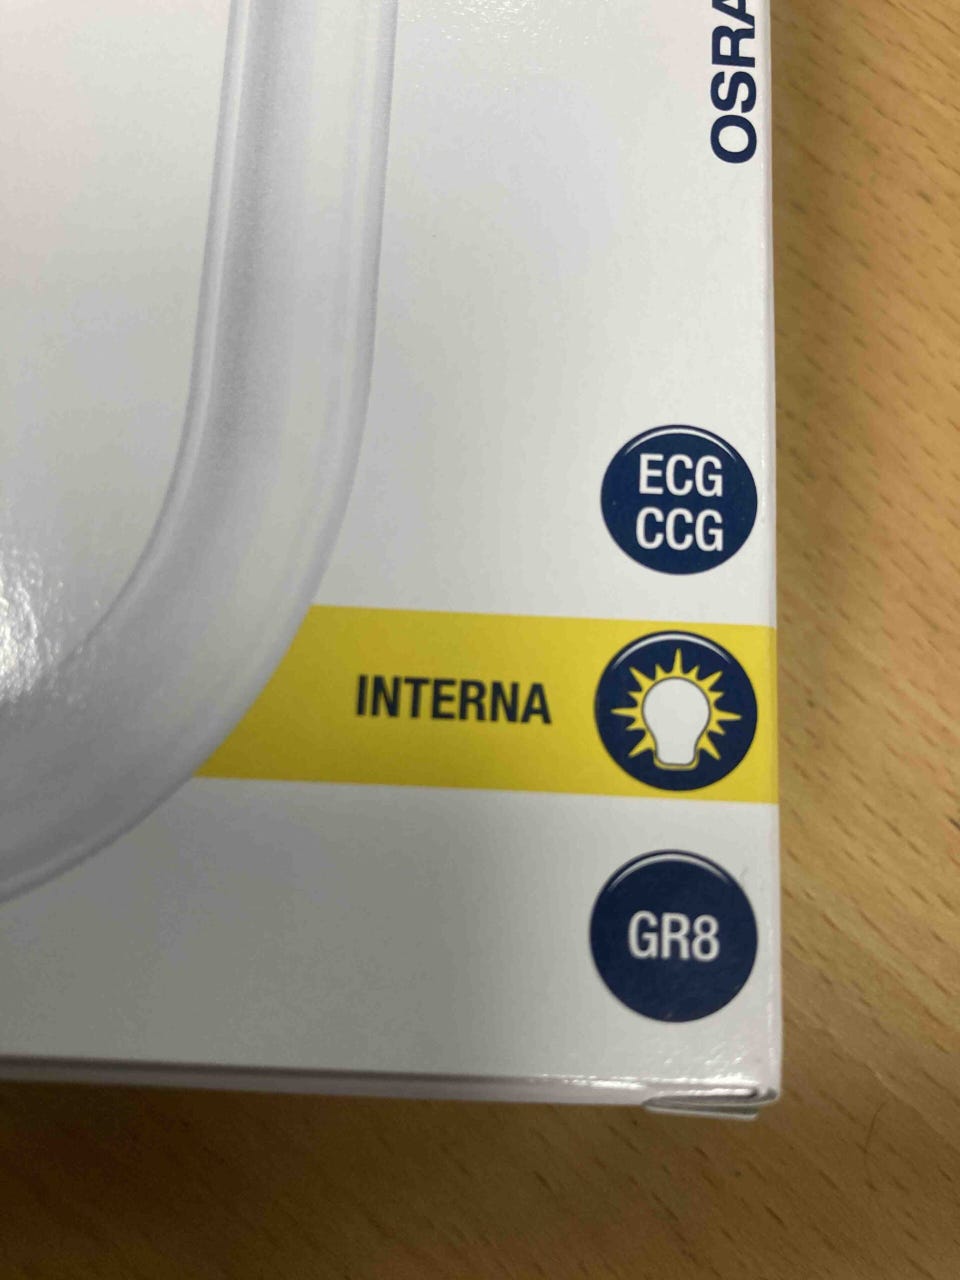 OSRA
ECG
CCG
INTERNA
GR8